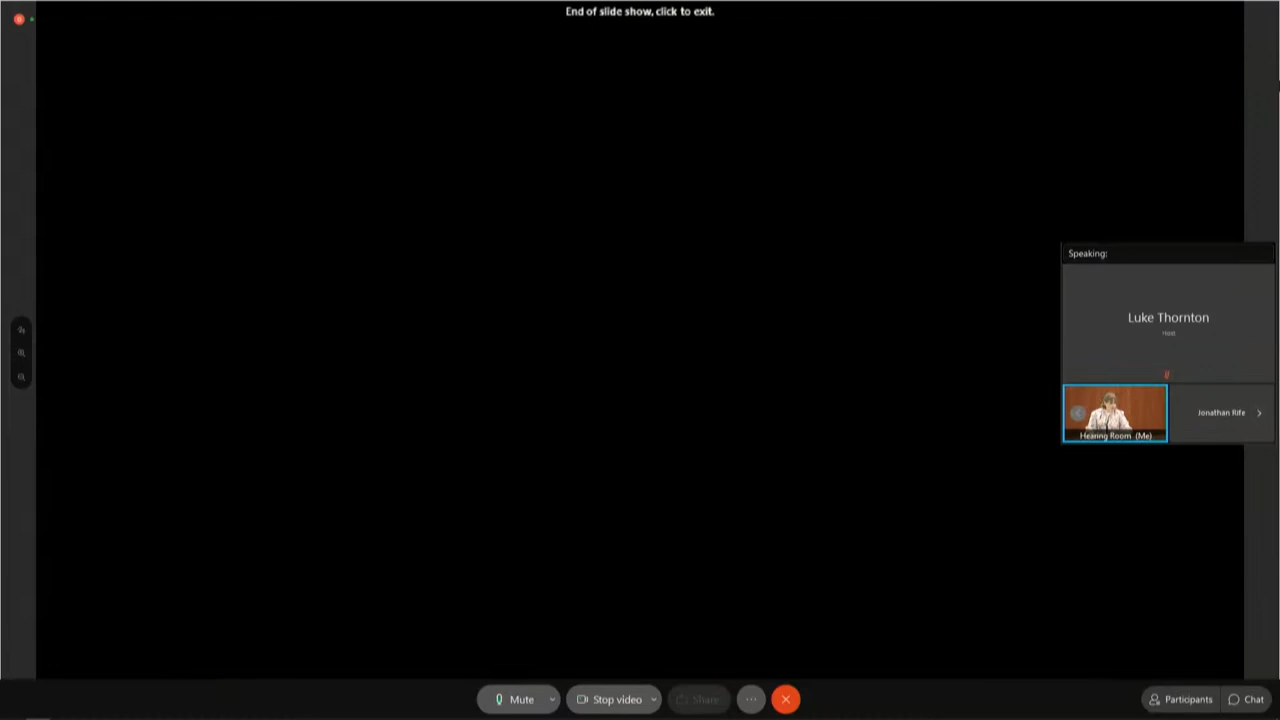 End of slide show, click to exit.
Speaking:
Luke Thornton
Host
Jonathan Rife
Hearing Room (Me)
Mute
Stop video
Share
Participants
Chat